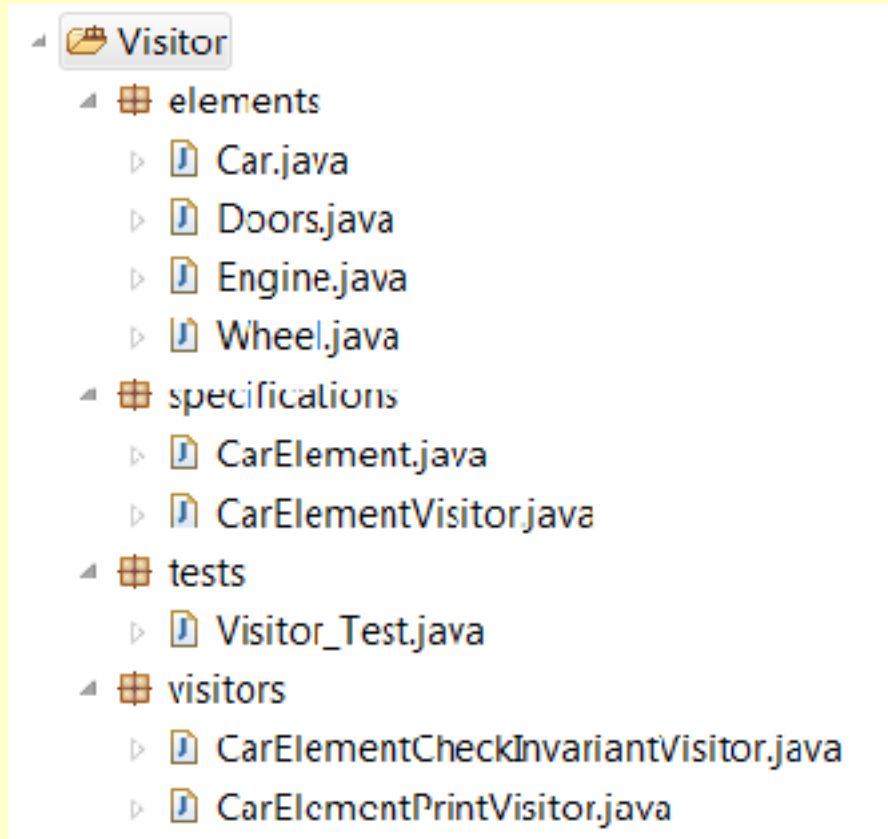 Visitor
elements
Car.java
Doors.java
Engine.java
Wheel.java
specifications
CarElement.java
CarElementVisitor.java
tests
Visitor_Test.java
visitors
CarElementCheckInvariantVisitor.java
CarElementPrintVisitor.java